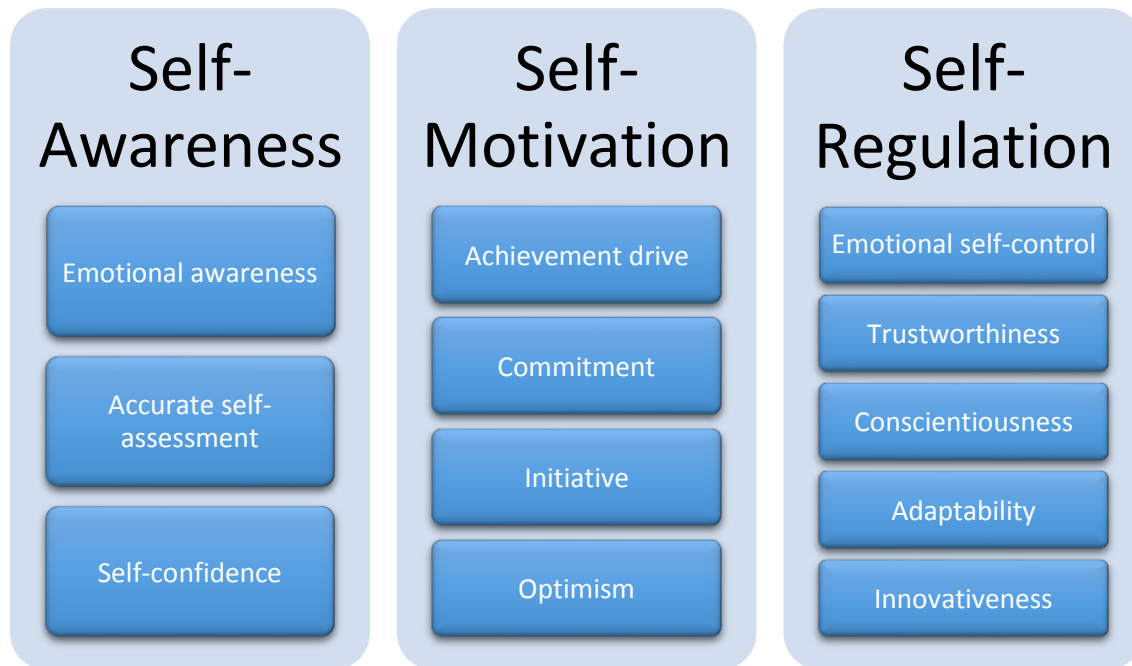 Self-
Awareness
Emotional awareness
Accurate self-
assessment
Self-confidence
Self-
Motivation
Achievement drive
Commitment
Initiative
Optimism
Self-
Regulation
Emotional self-control
Trustworthiness
Conscientiousness
Adaptability
Innovativeness